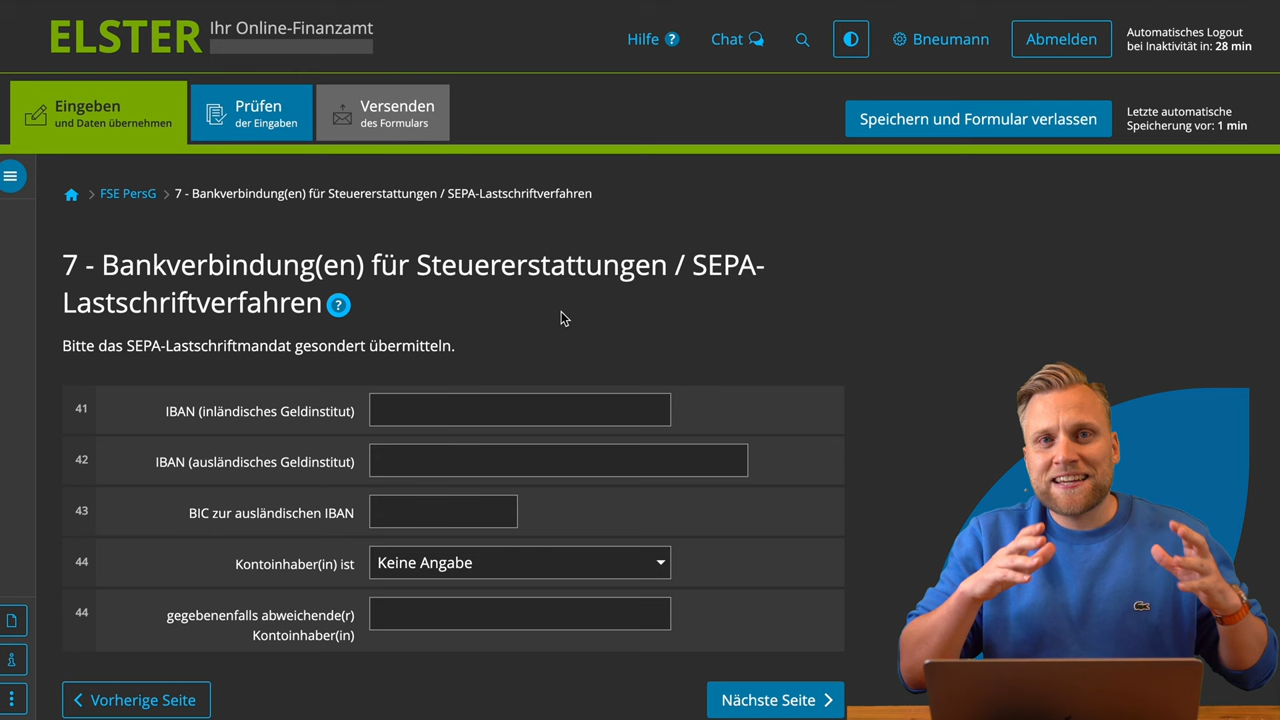 ELSTER
Ihr Online-Finanzamt
Hilfe ?
Chat
Bneumann
Abmelden
Automatisches Logout
bei Inaktivität in: 28 min
Eingeben
und Daten übernehmen
Prüfen
der Eingaben
Versenden
des Formulars
Speichern und Formular verlassen
Letzte automatische
Speicherung vor: 1 min
FSE PersG > 7 - Bankverbindung(en) für Steuererstattungen / SEPA-Lastschriftverfahren
7 - Bankverbindung(en) für Steuererstattungen / SEPA-
Lastschriftverfahren ?
Bitte das SEPA-Lastschriftmandat gesondert übermitteln.
41 IBAN (inländisches Geldinstitut)
42 IBAN (ausländisches Geldinstitut)
43 BIC zur ausländischen IBAN
44 Kontoinhaber(in) ist Keine Angabe
44 gegebenenfalls abweichende(r)
Kontoinhaber(in)
Vorherige Seite
Nächste Seite